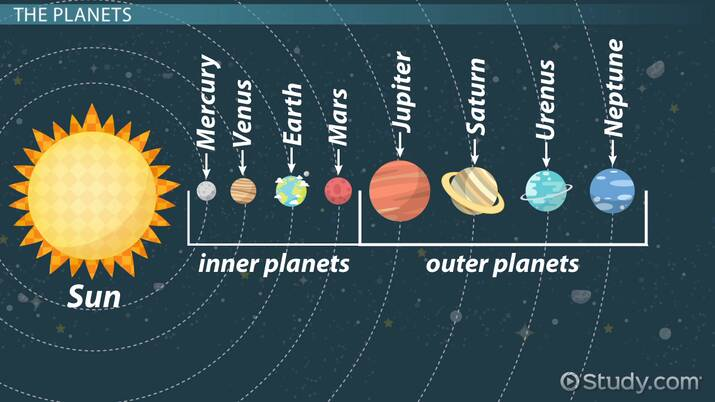 THE PLANETS
Mercury
Venus
Earth
Mars
Jupiter
Saturn
Urenus
Neptune
inner planets
outer planets
Sun
Study.com